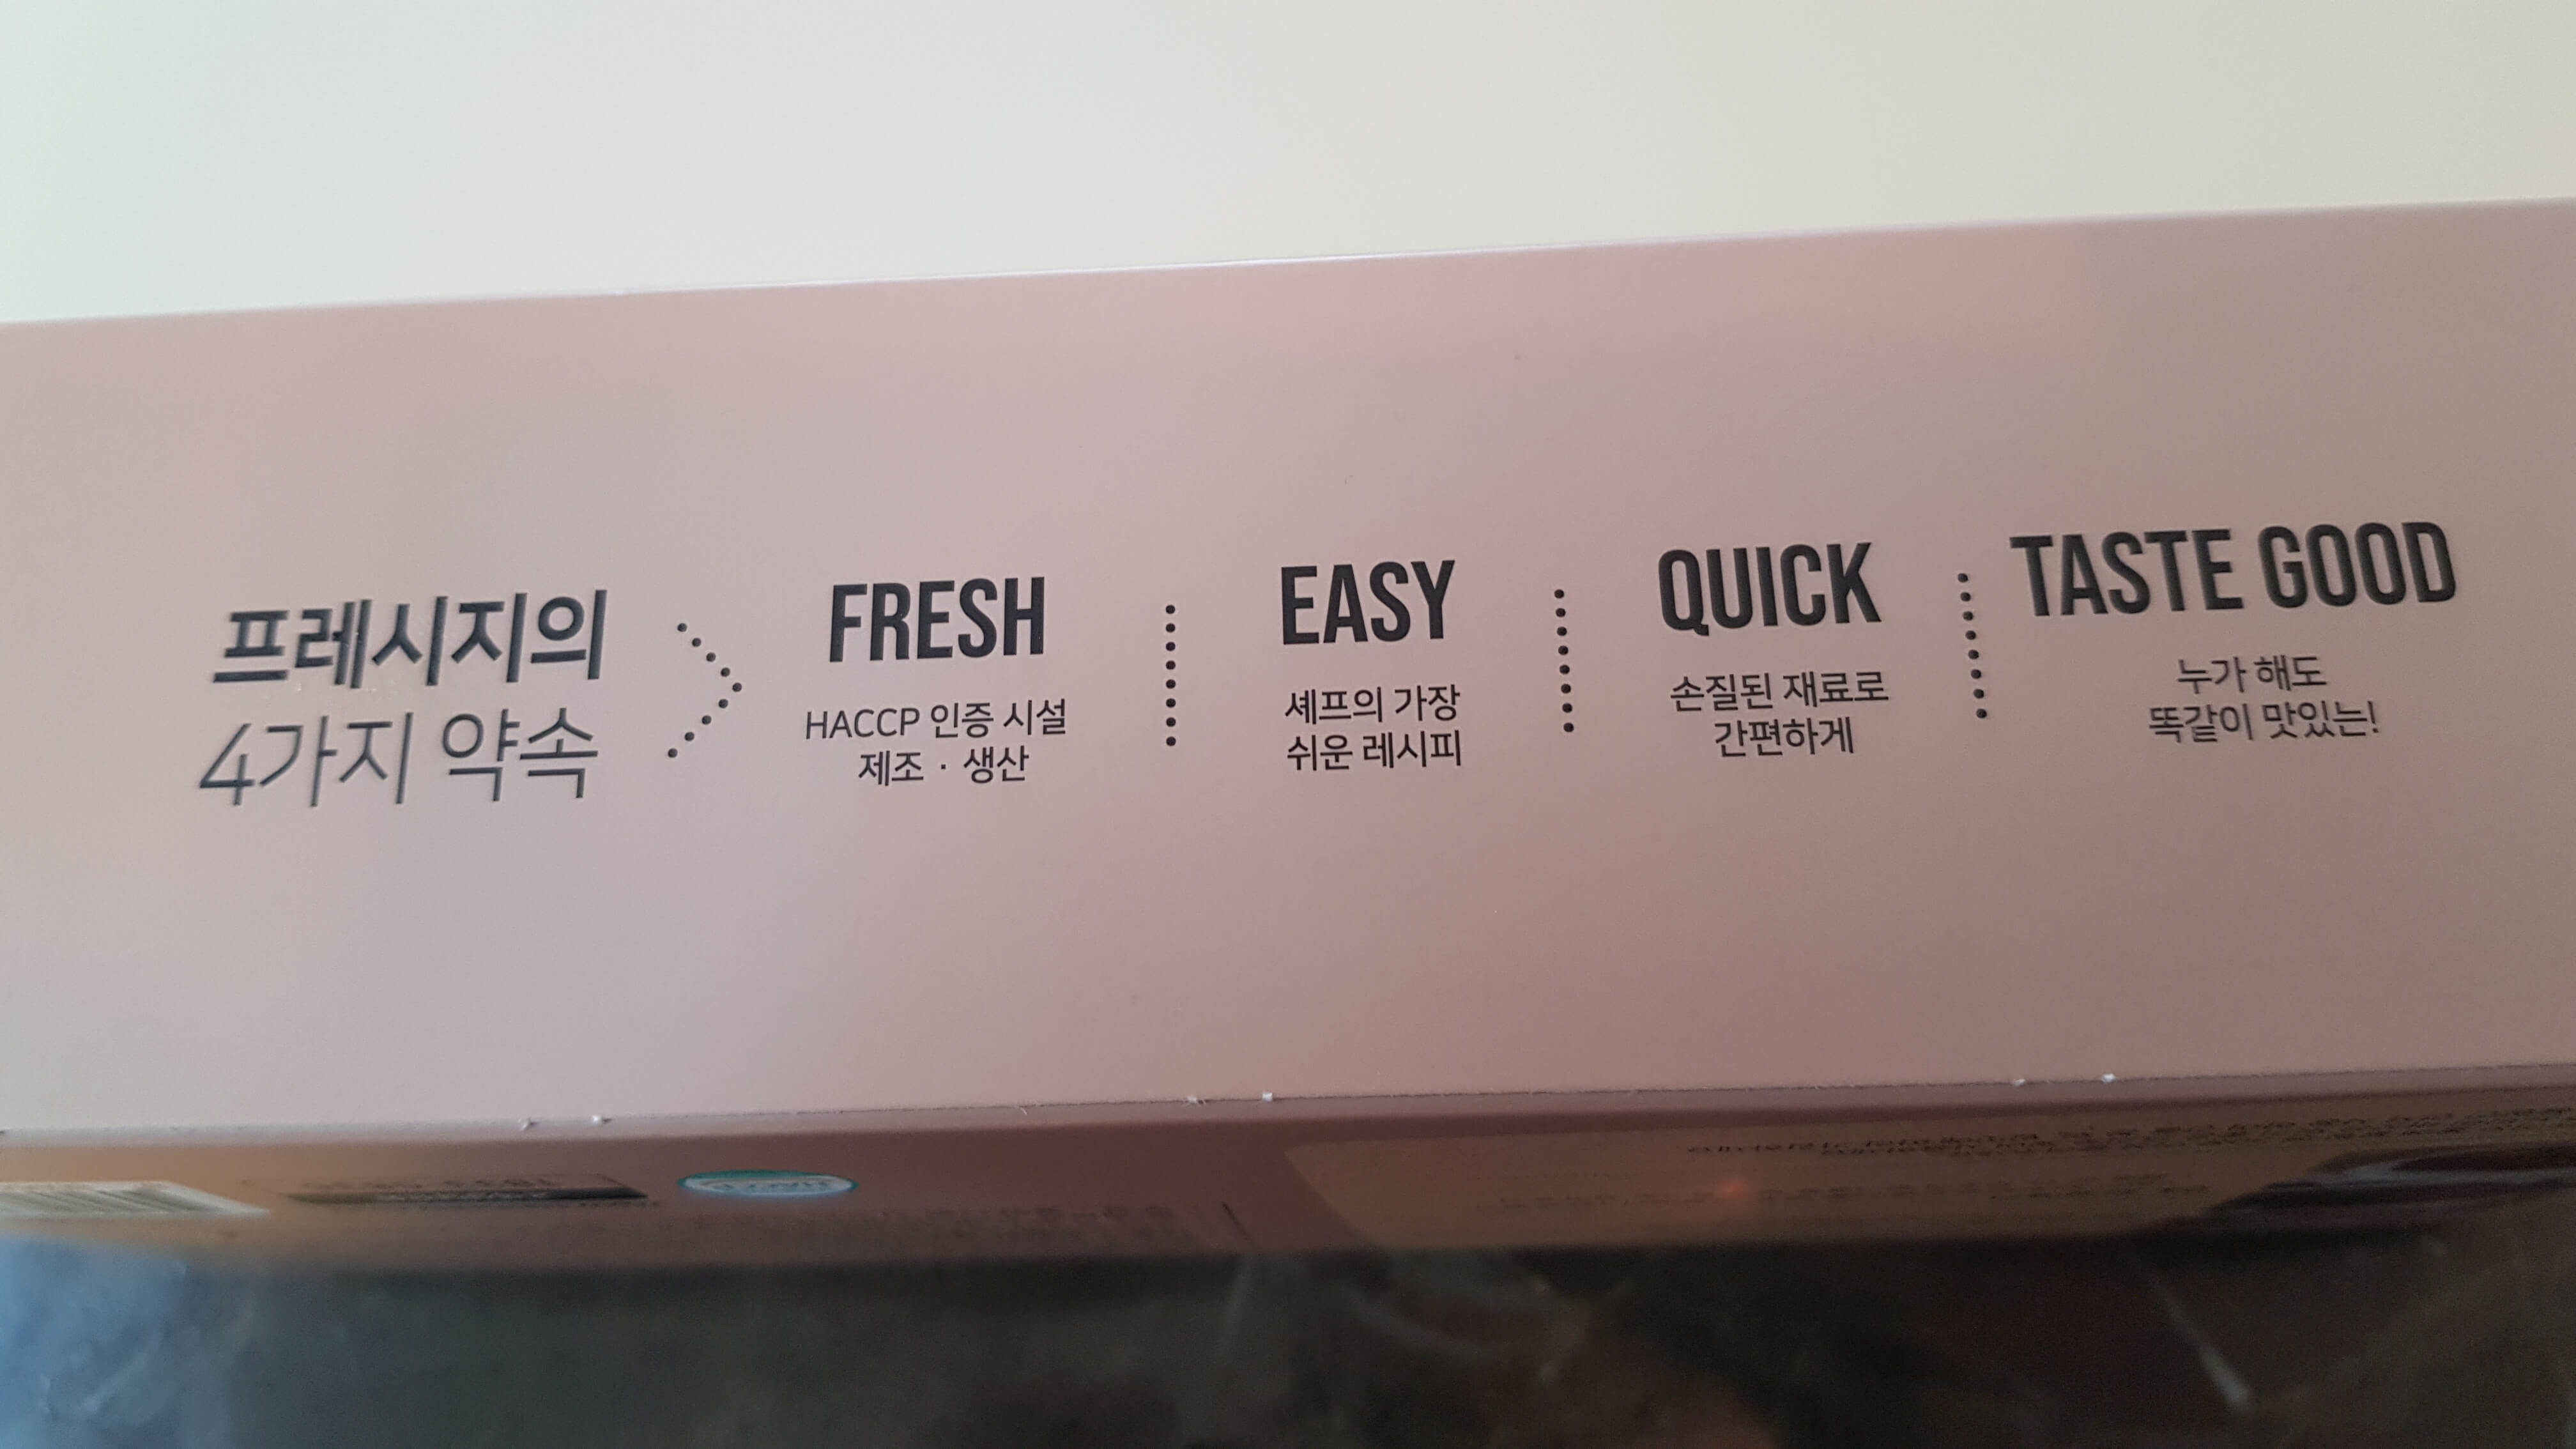 프레시지의
4가지 약속
FRESH
HACCP 인증 시설
제조 · 생산
EASY
셰프의 가장
쉬운 레시피
QUICK
손질된 재료로
간편하게
TASTE GOOD
누가 해도
똑같이 맛있는!
HACCP